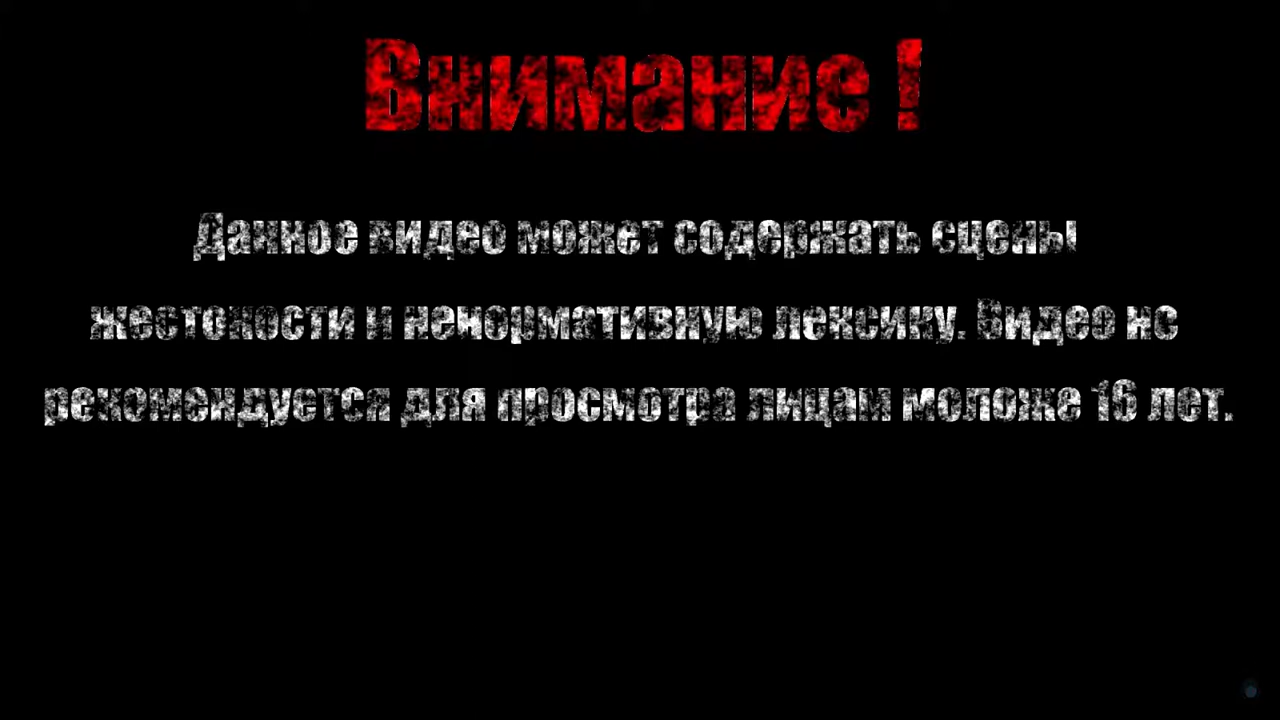 Внимание !
Данное видео может содержать сцены
жестокости и ненормативную лексику. Видео не
рекомендуется для просмотра лицам моложе 16 лет.